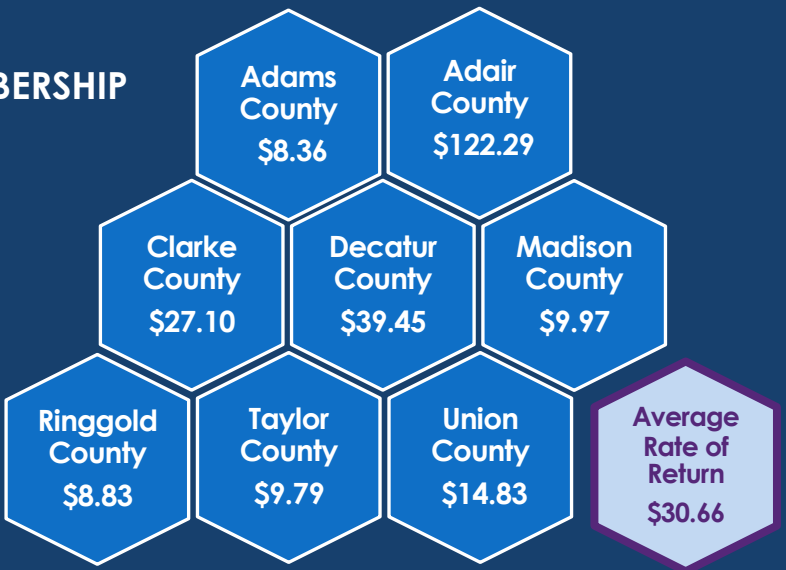 BERSHIP
Adams
County
$8.36
Adair
County
$122.29
Clarke
County
$27.10
Decatur
County
$39.45
Madison
County
$9.97
Ringgold
County
$8.83
Taylor
County
$9.79
Union
County
$14.83
Average
Rate of
Return
$30.66